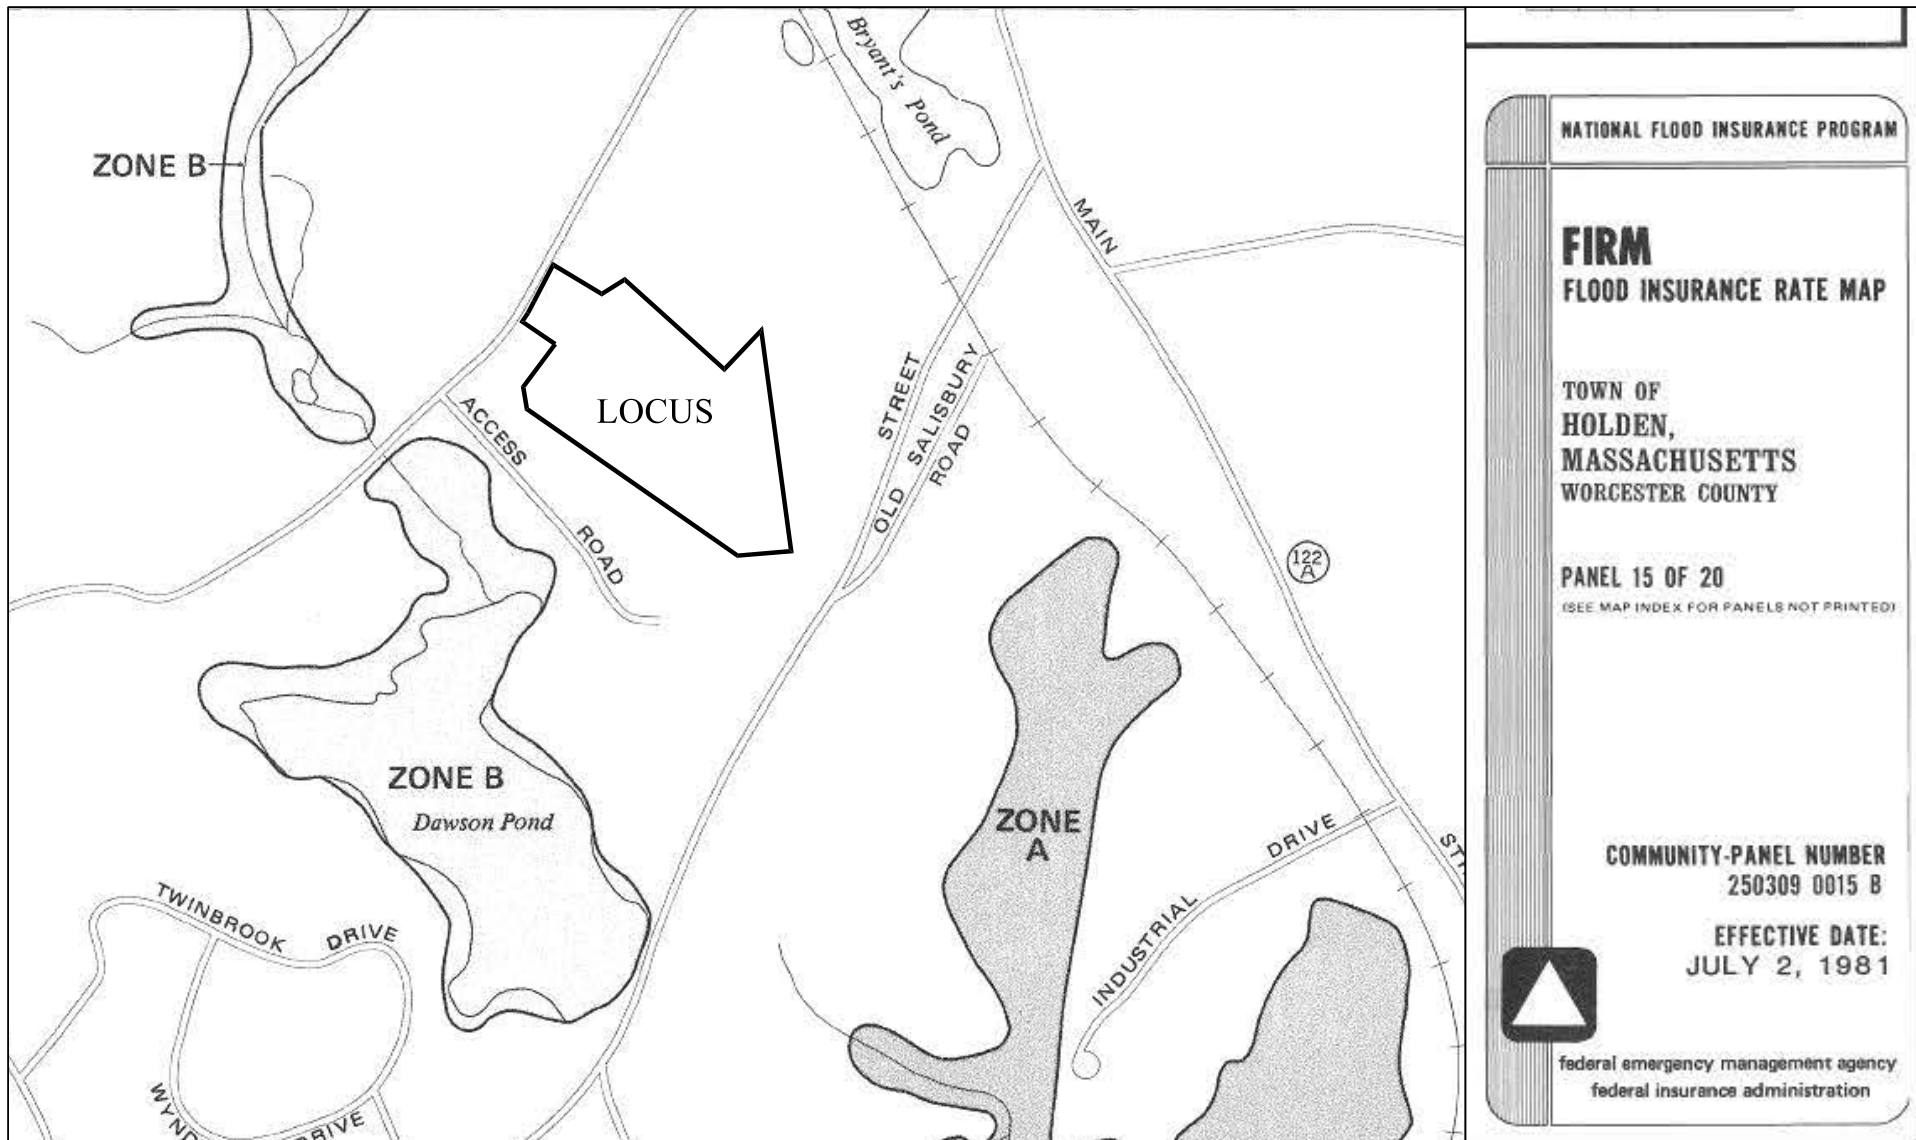 Bryant's Pond
ZONE B
MAIN
STREET
OLD SALISBURY
ROAD
ACCESS
ROAD
LOCUS
122
A
ZONE B
Dawson Pond
ZONE
A
DRIVE
INDUSTRIAL
TWINBROOK DRIVE
NATIONAL FLOOD INSURANCE PROGRAM
FIRM
FLOOD INSURANCE RATE MAP
TOWN OF
HOLDEN,
MASSACHUSETTS
WORCESTER COUNTY
PANEL 15 OF 20
(SEE MAP INDEX FOR PANELS NOT PRINTED)
COMMUNITY-PANEL NUMBER
250309 0015 B
EFFECTIVE DATE:
JULY 2, 1981
federal emergency management agency
federal insurance administration